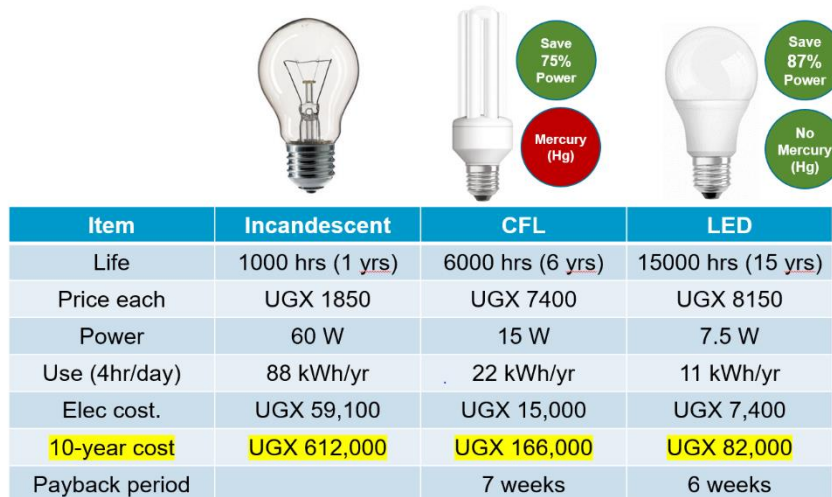 Save
75%
Power
Mercury
(Hg)
Save
87%
Power
No
Mercury
(Hg)
Item Incandescent CFL LED
Life 1000 hrs (1 yrs) 6000 hrs (6 yrs) 15000 hrs (15 yrs)
Price each UGX 1850 UGX 7400 UGX 8150
Power 60 W 15 W 7.5 W
Use (4hr/day) 88 kWh/yr 22 kWh/yr 11 kWh/yr
Elec cost. UGX 59,100 UGX 15,000 UGX 7,400
10-year cost UGX 612,000 UGX 166,000 UGX 82,000
Payback period 7 weeks 6 weeks